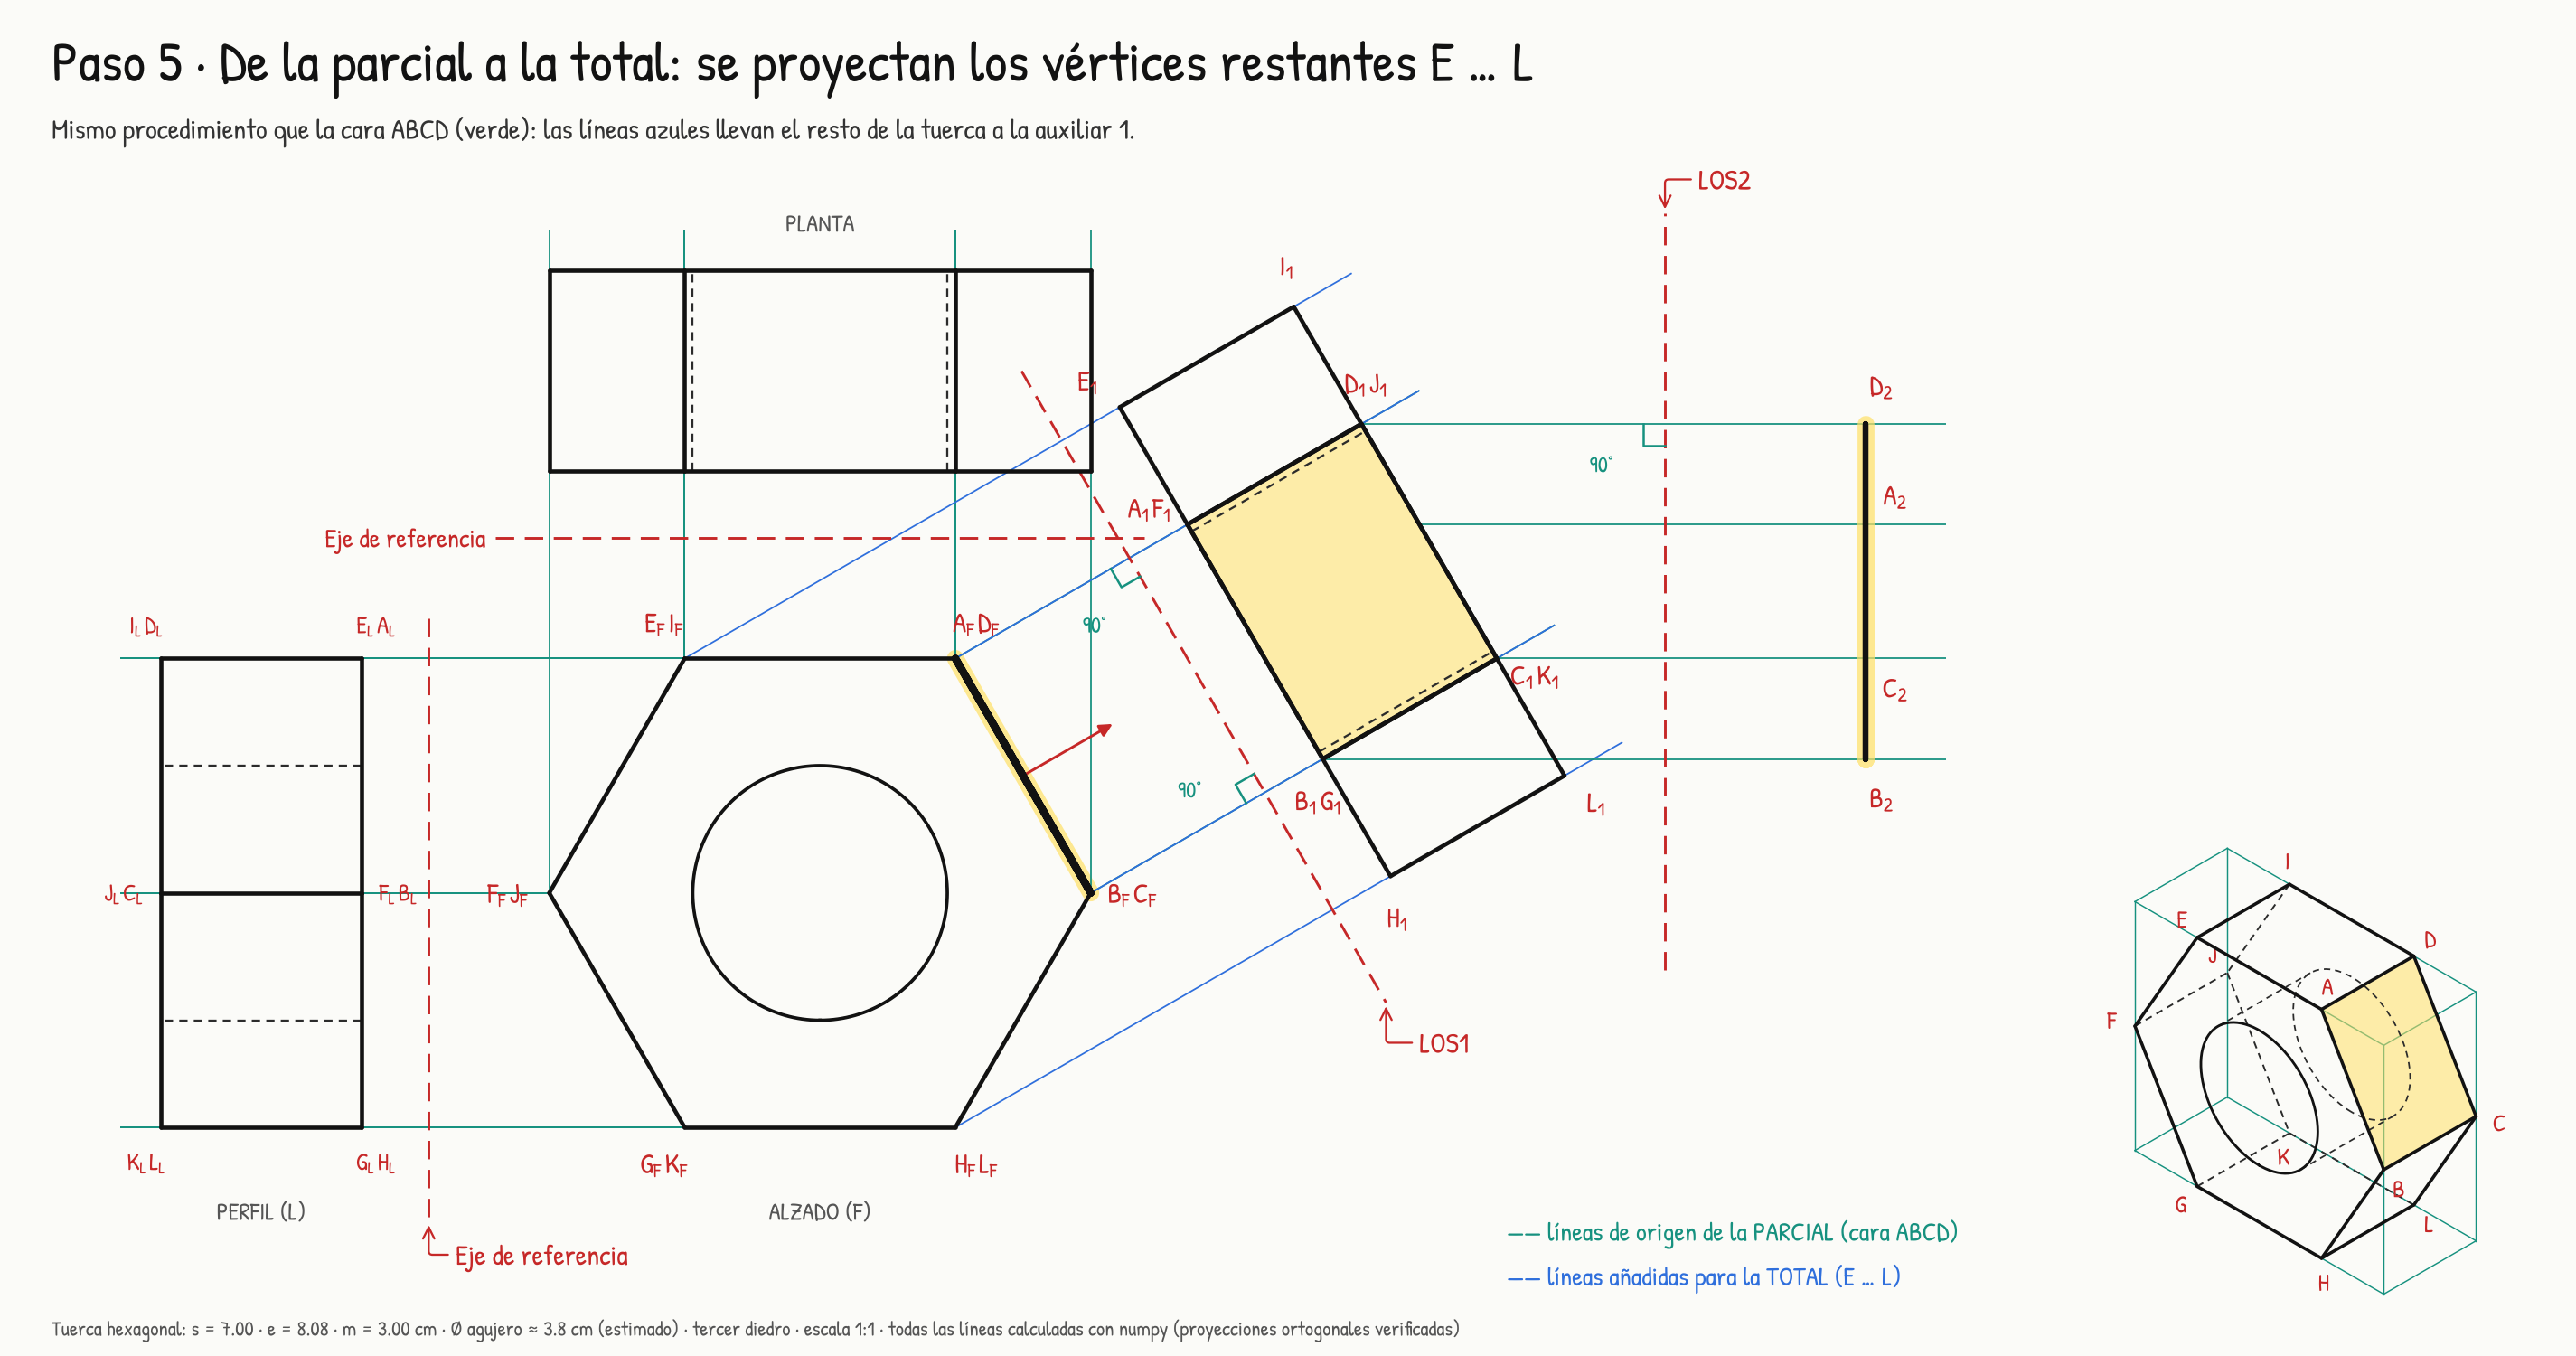 Paso 5 · De la parcial a la total: se proyectan los vértices restantes E ... L
Mismo procedimiento que la cara ABCD (verde): las líneas azules llevan el resto de la tuerca a la auxiliar 1.
LOS2
PLANTA
I1
E1
D1 J1
D2
90°
A2
A1 F1
Eje de referencia
IL DL
EL AL
EF IF
AF DF
90°
C1 K1
C2
90°
B1 G1
L1
B2
JL CL
FL BL
FF JF
BF CF
H1
LOS1
KL LL
GL HL
GF KF
HF LF
PERFIL (L)
ALZADO (F)
Eje de referencia
I
E
D
J
A
F
C
K
B
G
L
H
—— líneas de origen de la PARCIAL (cara ABCD)
—— líneas añadidas para la TOTAL (E ... L)
Tuerca hexagonal: s = 7.00 · e = 8.08 · m = 3.00 cm · Ø agujero ≈ 3.8 cm (estimado) · tercer diedro · escala 1:1 · todas las líneas calculadas con numpy (proyecciones ortogonales verificadas)